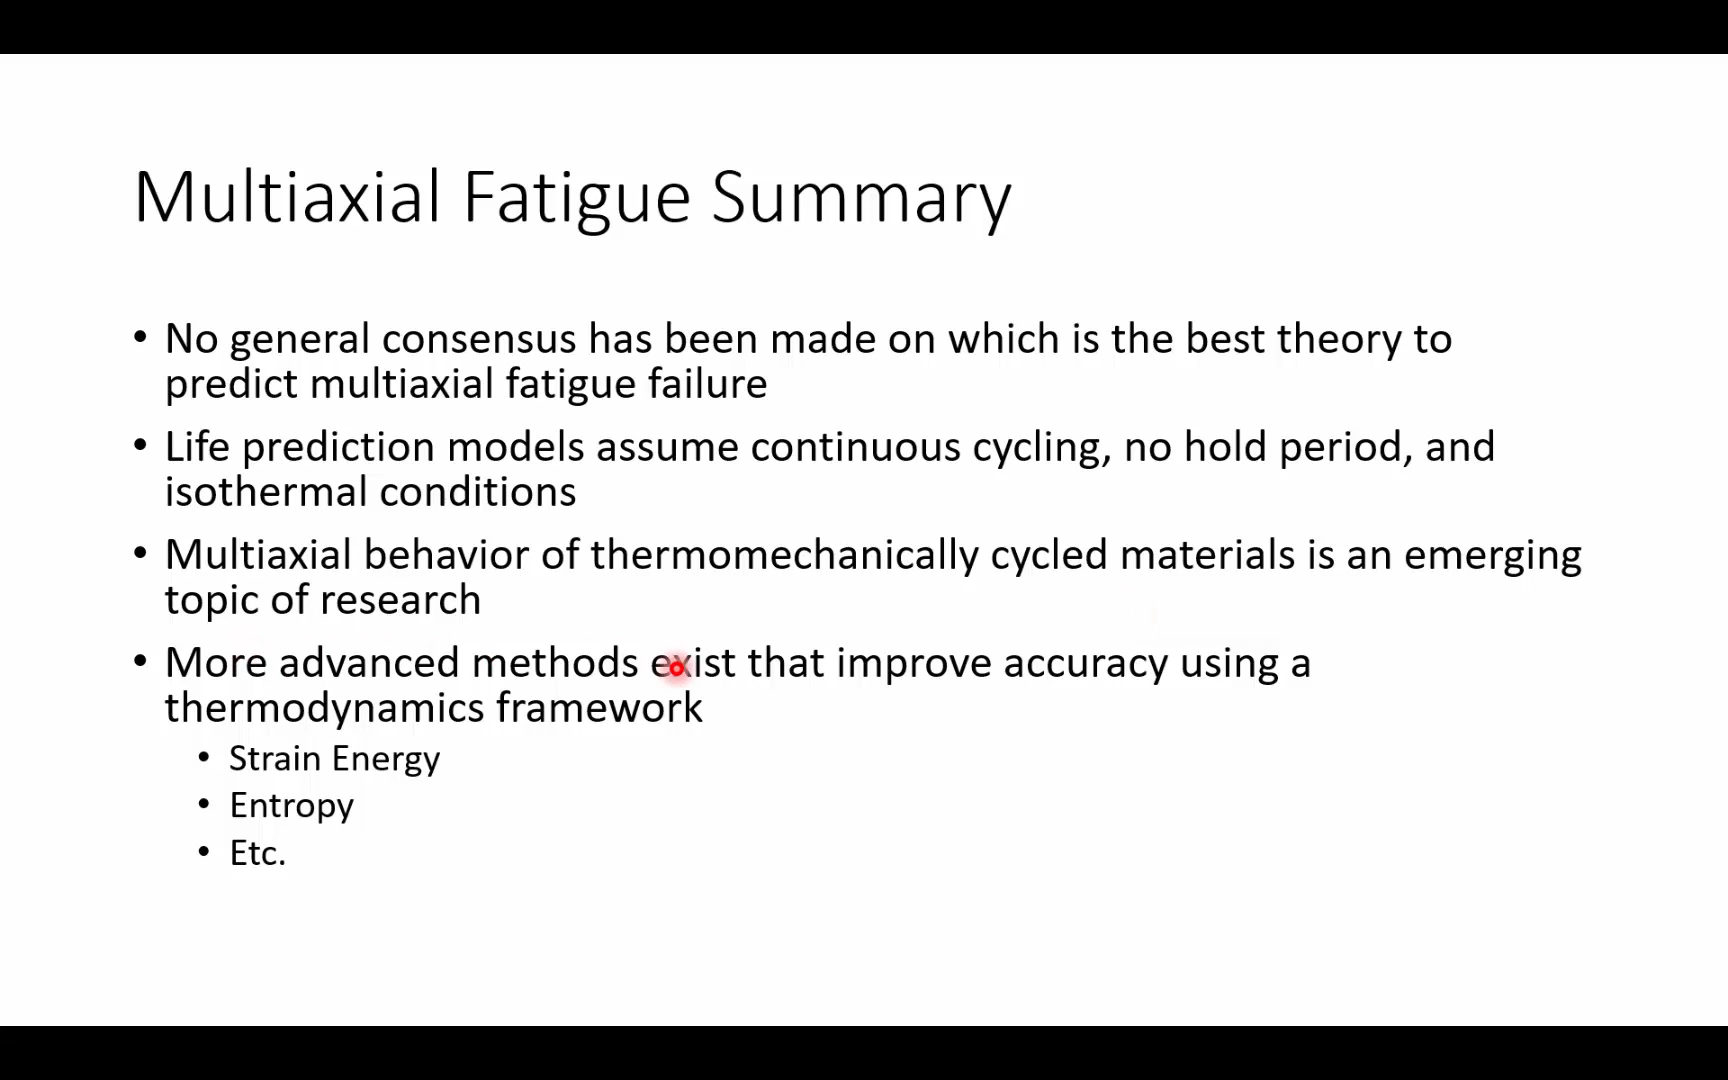 Multiaxial Fatigue Summary
• No general consensus has been made on which is the best theory to
predict multiaxial fatigue failure
• Life prediction models assume continuous cycling, no hold period, and
isothermal conditions
• Multiaxial behavior of thermomechanically cycled materials is an emerging
topic of research
• More advanced methods exist that improve accuracy using a
thermodynamics framework
• Strain Energy
• Entropy
• Etc.